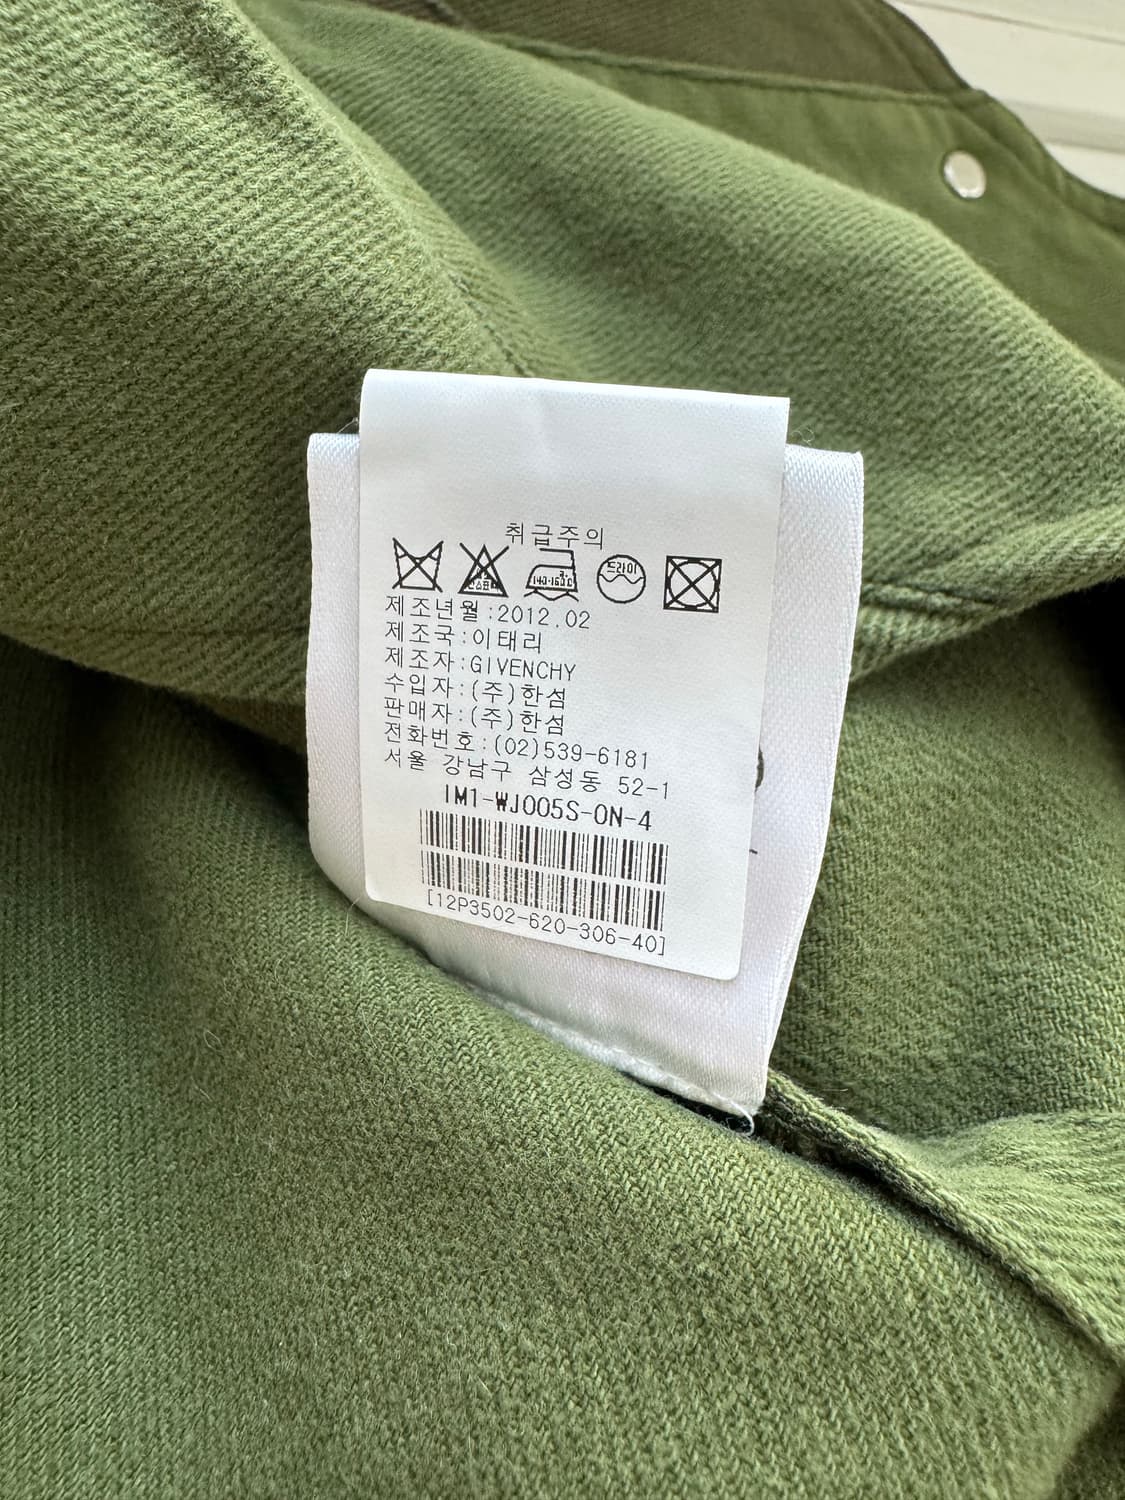 취급주의
140-160℃ 드라이
제조년월:2012.02
제조국:이태리
제조자:GIVENCHY
수입자:(주)한섬
판매자:(주)한섬
전화번호:(02)539-6181
서울 강남구 삼성동 52-1
IM1-WJ005S-ON-4
[12P3502-620-306-40]